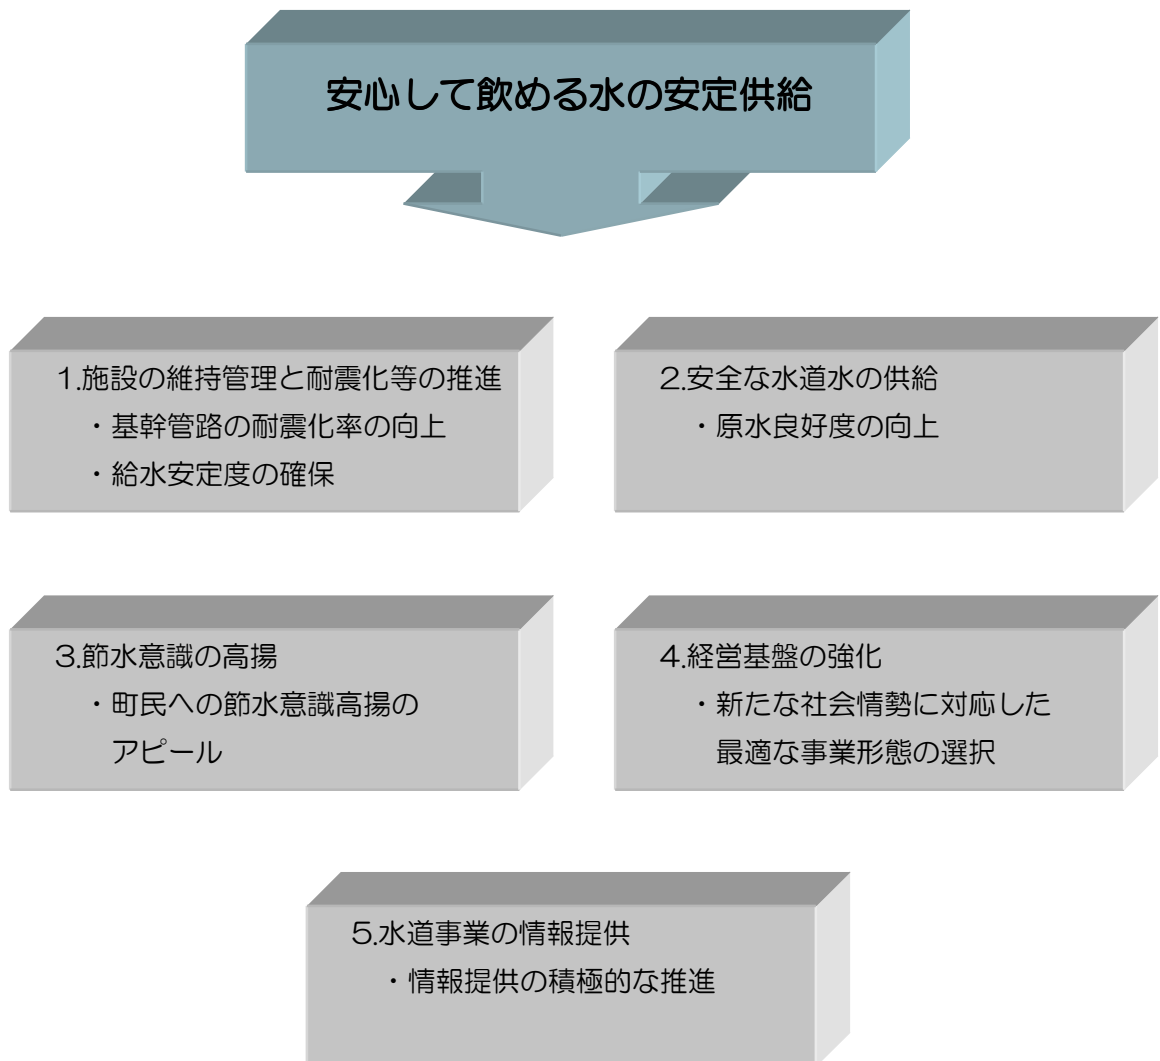 安心して飲める水の安定供給
1.施設の維持管理と耐震化等の推進
・基幹管路の耐震化率の向上
・給水安定度の確保
2.安全な水道水の供給
・原水良好度の向上
3.節水意識の高揚
・町民への節水意識高揚の
アピール
4.経営基盤の強化
・新たな社会情勢に対応した
最適な事業形態の選択
5.水道事業の情報提供
・情報提供の積極的な推進